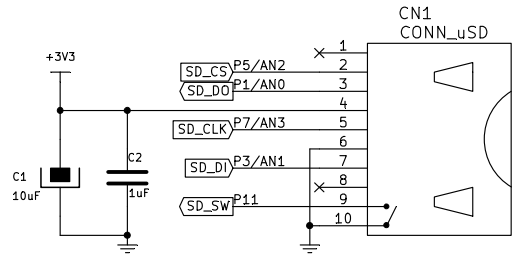 CN1
CONN_uSD
+3V3
1
SD_CS P5/AN2 2
SD_DO P1/AN0 3
4
SD_CLK P7/AN3 5
6
SD_DI P3/AN1 7
8
SD_SW P11 9
10
C1
10uF
C2
1uF